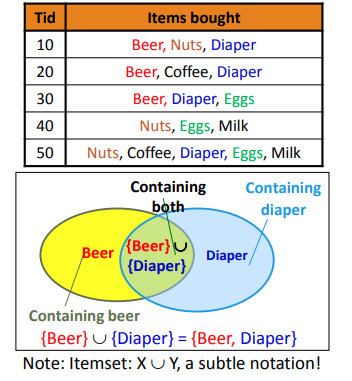 Tid Items bought
10 Beer, Nuts, Diaper
20 Beer, Coffee, Diaper
30 Beer, Diaper, Eggs
40 Nuts, Eggs, Milk
50 Nuts, Coffee, Diaper, Eggs, Milk
Containing
both
Containing
diaper
Beer
{Beer} ∪
{Diaper}
Diaper
Containing beer
{Beer} ∪ {Diaper} = {Beer, Diaper}
Note: Itemset: X ∪ Y, a subtle notation!